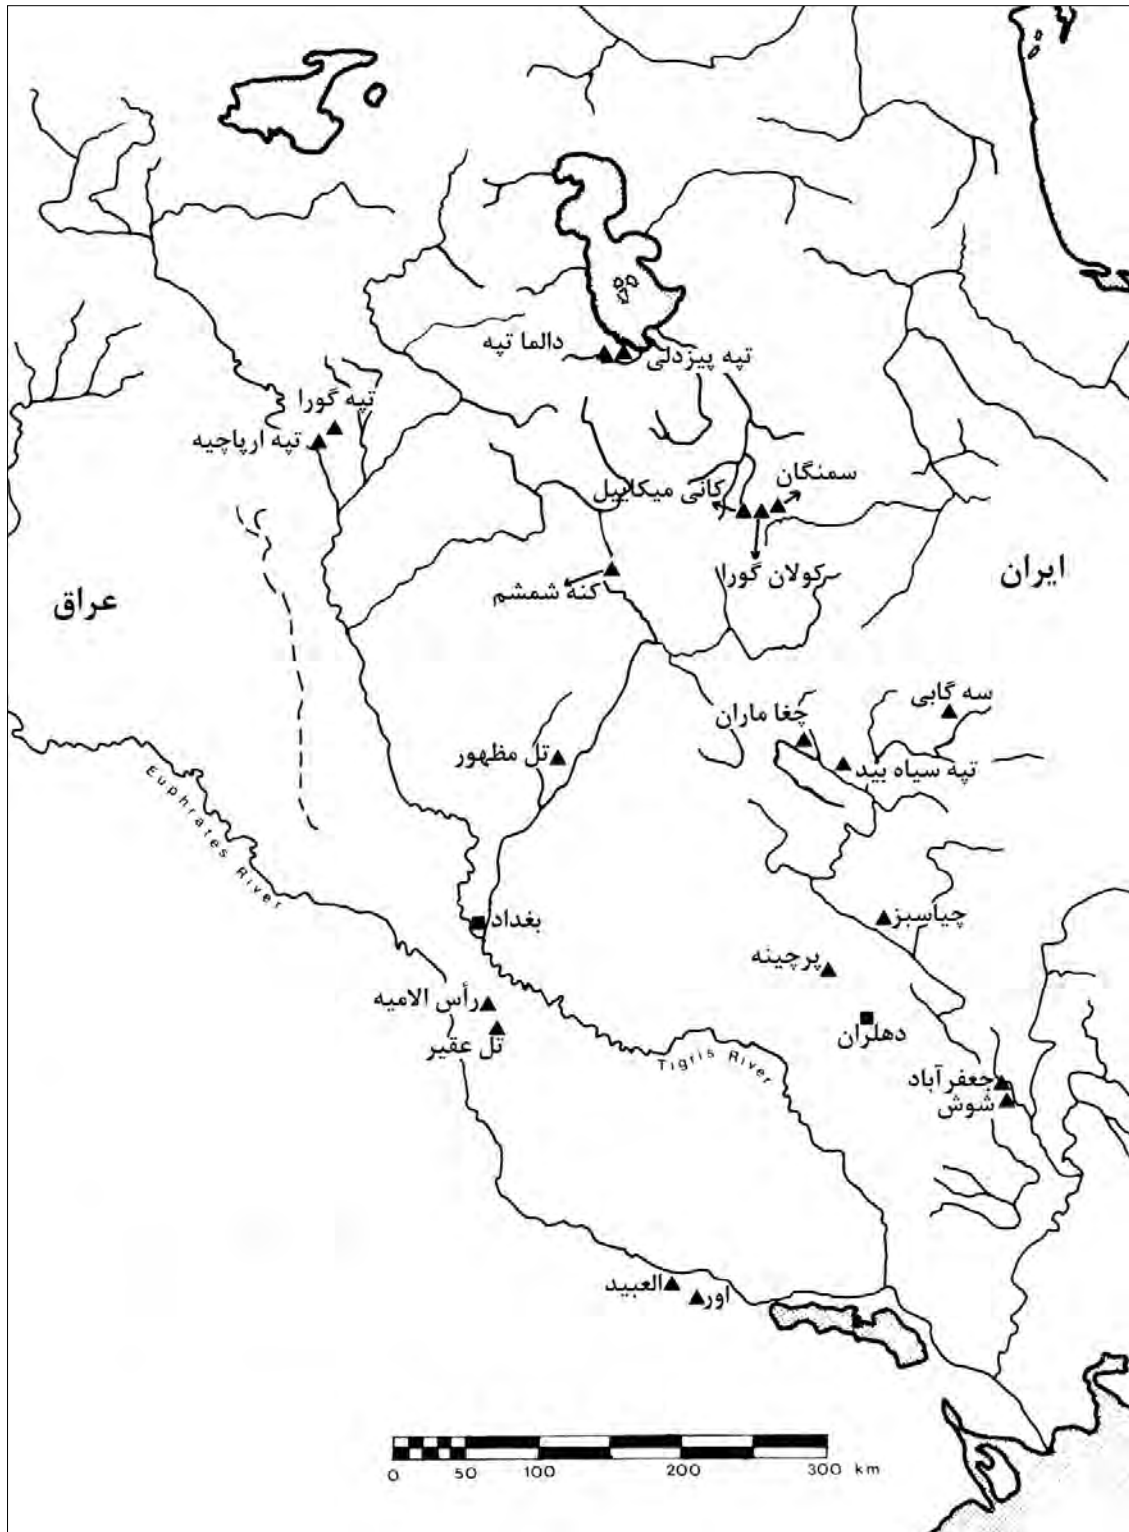 دالما تپه
تپه پیزدلی
تپه گورا
تپه ارپاچیه
سمنگان
کانی میکاییل
کولان گورا
ایران
کنه شمشم
عراق
سه گابی
چغا ماران
تل مظهور
تپه سیاه بید
Euphrates River
چیاسبز
بغداد
پرچینه
رأس الامیه
دهلران
تل عقیر
Tigris River
جعفرآباد
شوش
العبید
اور
0 50 100 200 300 km